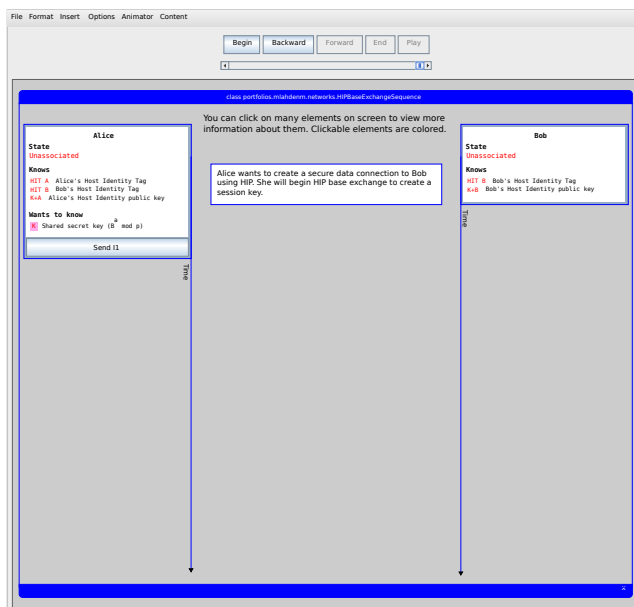 File Format Insert Options Animator Content
Begin Backward Forward End Play
class portfolios.mlahdenm.networks.HIPBaseExchangeSequence
You can click on many elements on screen to view more
information about them. Clickable elements are colored.
Alice
State
Unassociated
Knows
HIT A Alice's Host Identity Tag
HIT B Bob's Host Identity Tag
K+A Alice's Host Identity public key
Wants to know
K Shared secret key (B^a mod p)
Send I1
Time
Alice wants to create a secure data connection to Bob
using HIP. She will begin HIP base exchange to create a
session key.
Bob
State
Unassociated
Knows
HIT B Bob's Host Identity Tag
K+B Bob's Host Identity public key
Time